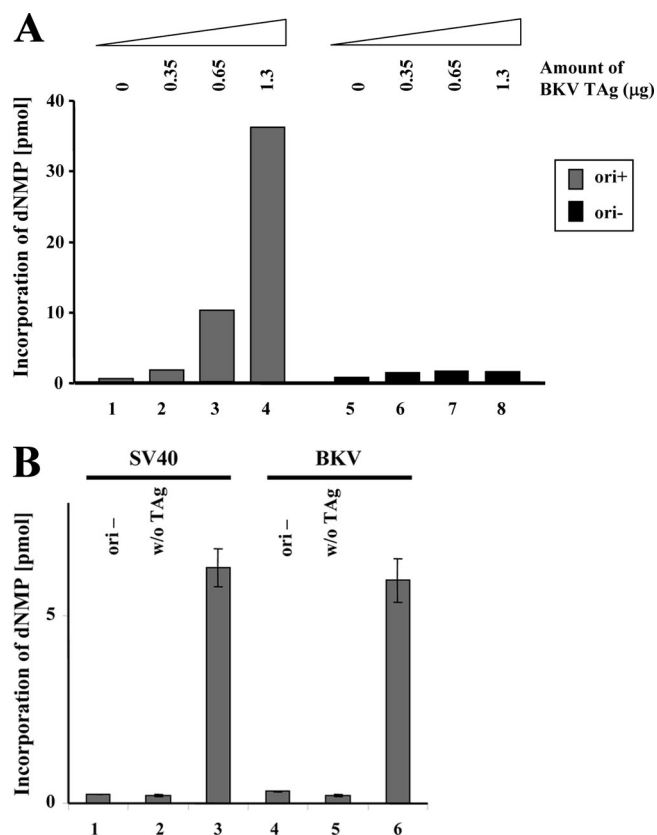 A
0 0.35 0.65 1.3 0 0.35 0.65 1.3
Amount of
BKV TAg (µg)
Incorporation of dNMP [pmol]
40
30
20
10
0
ori+
ori-
1 2 3 4 5 6 7 8
B
SV40 BKV
ori – w/o TAg ori – w/o TAg
Incorporation of dNMP [pmol]
5
0
1 2 3 4 5 6